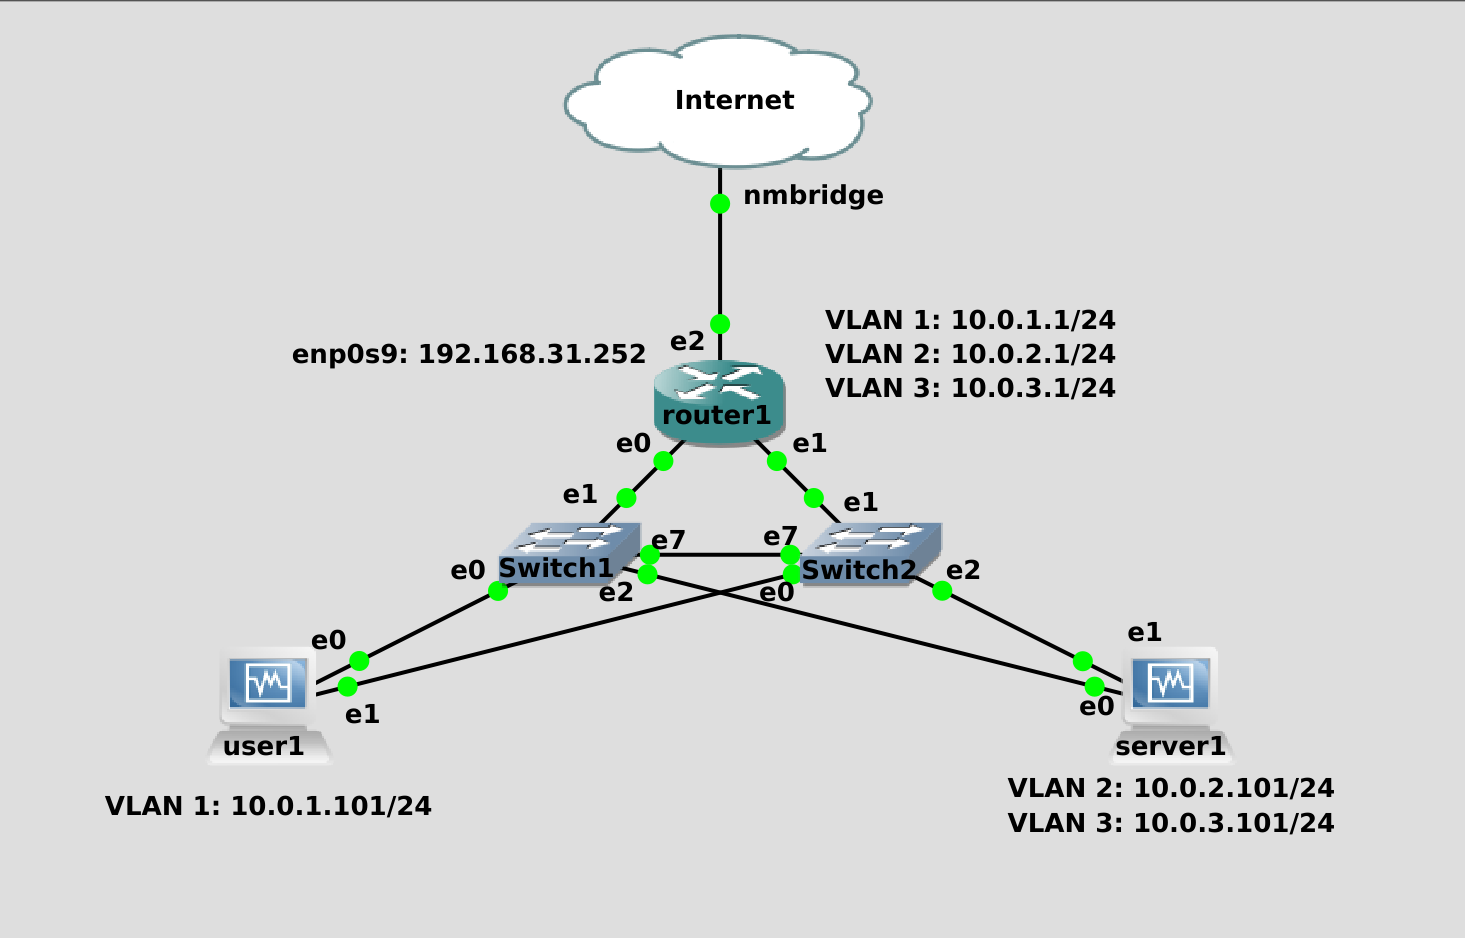 Internet
nmbridge
VLAN 1: 10.0.1.1/24
e2
enp0s9: 192.168.31.252
VLAN 2: 10.0.2.1/24
VLAN 3: 10.0.3.1/24
router1
e0
e1
e1
e1
e7
e7
e0
Switch1
Switch2
e2
e2
e0
e0
e1
e1
e0
user1
server1
VLAN 1: 10.0.1.101/24
VLAN 2: 10.0.2.101/24
VLAN 3: 10.0.3.101/24